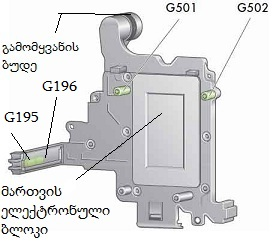 G501
G502
გამომყვანის
ბუდე
G196
G195
მართვის
ელექტრონული
ბლოკი